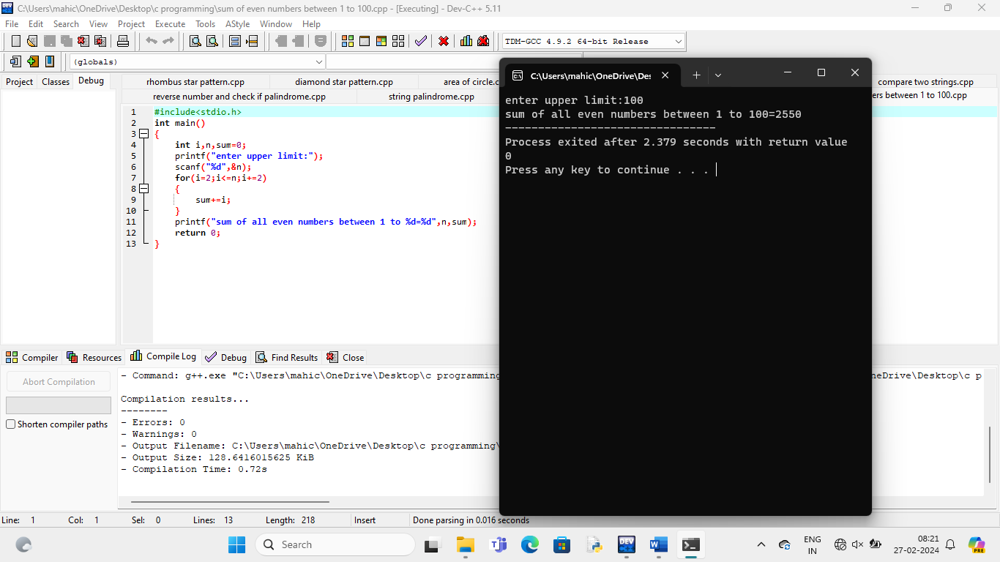 C:\Users\mahic\OneDrive\Desktop\c programming\sum of even numbers between 1 to 100.cpp - [Executing] - Dev-C++ 5.11
File Edit Search View Project Execute Tools AStyle Window Help
TDM-GCC 4.9.2 64-bit Release
(globals)
Project Classes Debug
rhombus star pattern.cpp diamond star pattern.cpp area of circle.c compare two strings.cpp
reverse number and check if palindrome.cpp string palindrome.cpp ers between 1 to 100.cpp
1 #include<stdio.h>
2 int main()
3 {
4 int i,n,sum=0;
5 printf("enter upper limit:");
6 scanf("%d",&n);
7 for(i=2;i<=n;i+=2)
8 {
9 sum+=i;
10 }
11 printf("sum of all even numbers between 1 to %d=%d",n,sum);
12 return 0;
13 }
C:\Users\mahic\OneDrive\Des
enter upper limit:100
sum of all even numbers between 1 to 100=2550
--------------------------------
Process exited after 2.379 seconds with return value
0
Press any key to continue . . .
Compiler Resources Compile Log Debug Find Results Close
Abort Compilation
Shorten compiler paths
- Command: g++.exe "C:\Users\mahic\OneDrive\Desktop\c programming neDrive\Desktop\c p
Compilation results...
--------
- Errors: 0
- Warnings: 0
- Output Filename: C:\Users\mahic\OneDrive\Desktop\c programming\
- Output Size: 128.6416015625 KiB
- Compilation Time: 0.72s
Line: 1 Col: 1 Sel: 0 Lines: 13 Length: 218 Insert Done parsing in 0.016 seconds
Search
DEV
ENG
IN
08:21
27-02-2024
PRE